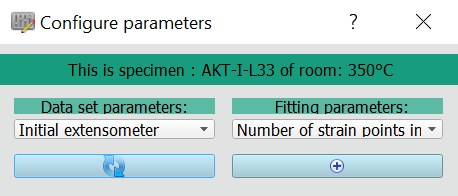 Configure parameters
?
This is specimen : AKT-I-L33 of room: 350°C
Data set parameters:
Fitting parameters:
Initial extensometer
Number of strain points in